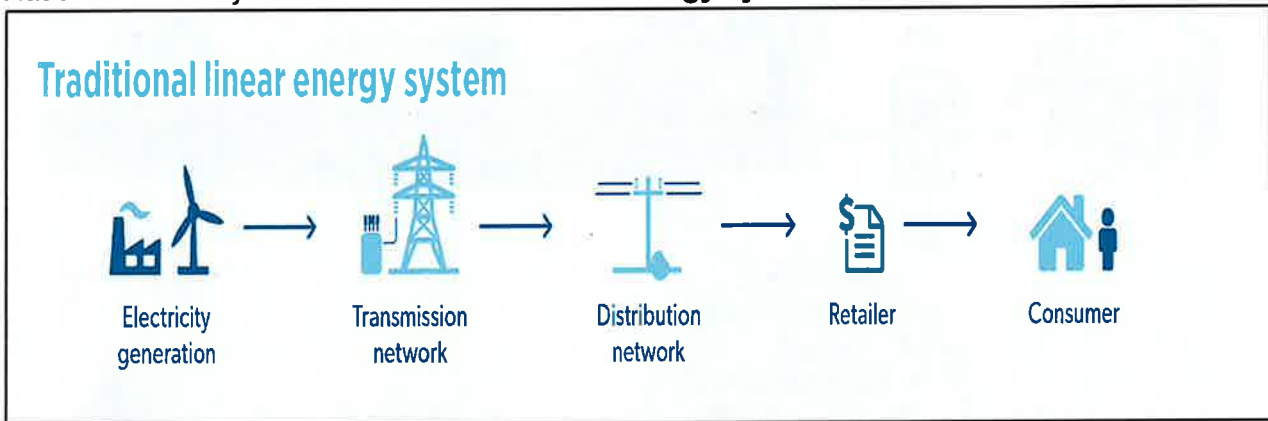 Traditional linear energy system
Electricity
generation
Transmission
network
Distribution
network
$
Retailer
Consumer